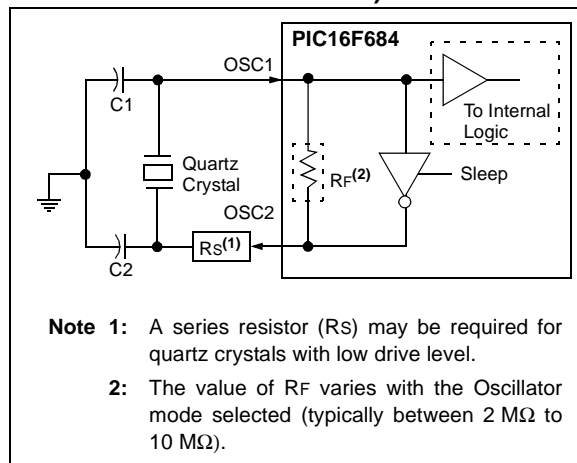 PIC16F684
OSC1
C1
To Internal
Logic
Quartz
Crystal
RF(2)
Sleep
OSC2
RS(1)
C2
Note 1: A series resistor (RS) may be required for
quartz crystals with low drive level.
2: The value of RF varies with the Oscillator
mode selected (typically between 2 MΩ to
10 MΩ).